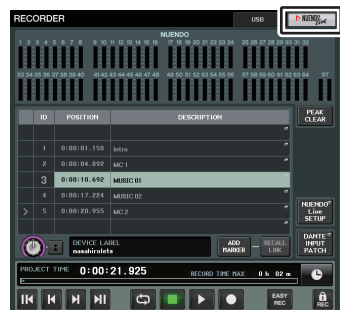 RECORDER
USB
NUENDO Live
NUENDO
1 2 3 4 5 6 7 8 9 10 11 12 13 14 15 16 17 18 19 20 21 22 23 24 25 26 27 28 29 30 31 32
33 34 35 36 37 38 39 40 41 42 43 44 45 46 47 48 49 50 51 52 53 54 55 56 57 58 59 60 61 62 63 64 ST
ID POSITION DESCRIPTION
PEAK
CLEAR
1 0:00:01.150 intro
2 0:00:04.892 MC 1
3 0:00:10.692 MUSIC 01
4 0:00:17.224 MUSIC 02
> 5 0:00:20.955 MC 2
NUENDO
Live
SETUP
DEVICE LABEL
masahirolets
ADD
MARKER
RECALL
LINK
DANTE
INPUT
PATCH
PROJECT TIME 0:00:21.925 RECORD TIME MAX 0 h 02 m
EASY
REC
REC